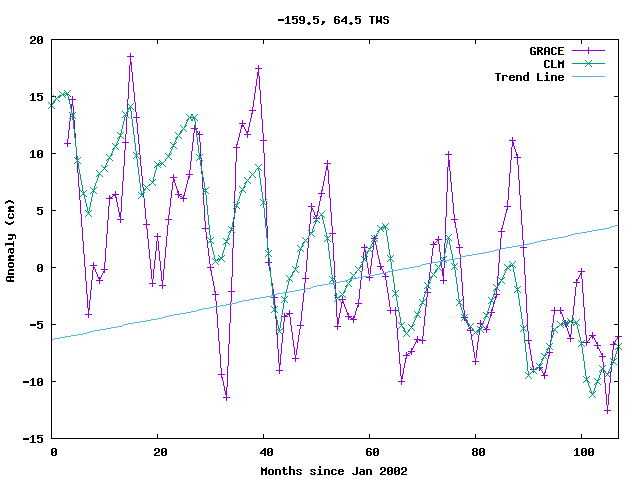 -159.5, 64.5 TWS
GRACE
CLM
Trend Line
20
15
10
5
0
-5
-10
-15
Anomaly (cm)
0 20 40 60 80 100
Months since Jan 2002